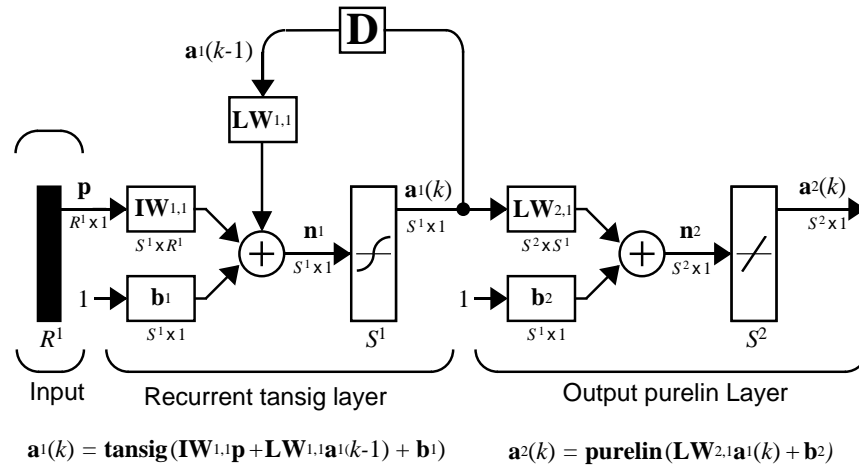 D
a1(k-1)
LW1,1
p
IW1,1
a1(k)
LW2,1
a2(k)
R1 x 1
S1 x R1
n1
S1 x 1
S1 x 1
S2 x S1
n2
S2 x 1
S2 x 1
1
b1
1
b2
R1
S1 x 1
S1
S1 x 1
S2
Input
Recurrent tansig layer
Output purelin Layer
a1(k) = tansig(IW1,1p+LW1,1a1(k-1) + b1)
a2(k) = purelin(LW2,1a1(k) + b2)